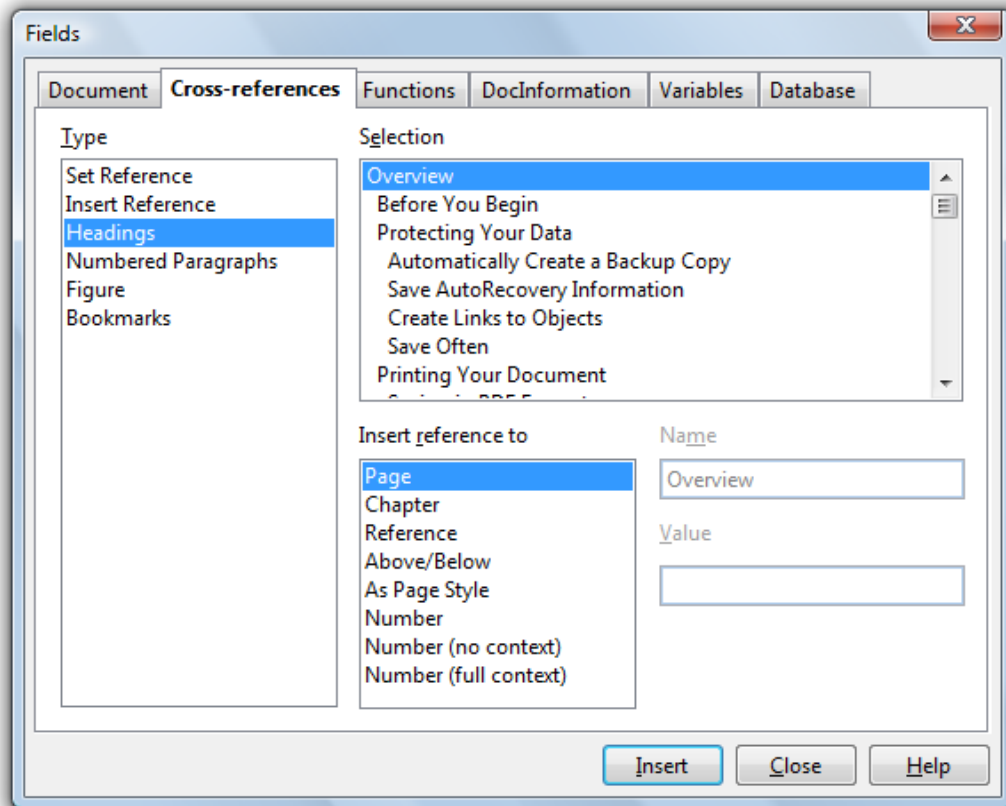 Fields
Document Cross-references Functions DocInformation Variables Database
Type
Set Reference
Insert Reference
Headings
Numbered Paragraphs
Figure
Bookmarks
Selection
Overview
Before You Begin
Protecting Your Data
Automatically Create a Backup Copy
Save AutoRecovery Information
Create Links to Objects
Save Often
Printing Your Document
Insert reference to
Page
Chapter
Reference
Above/Below
As Page Style
Number
Number (no context)
Number (full context)
Name
Overview
Value
Insert Close Help